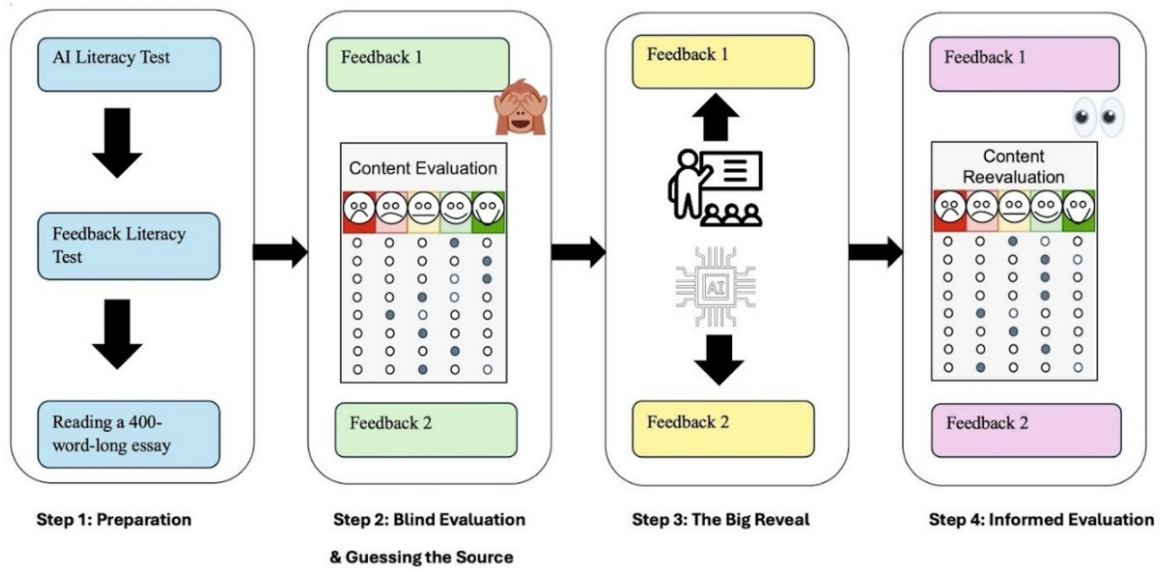 AI Literacy Test
Feedback Literacy
Test
Reading a 400-
word-long essay
Step 1: Preparation
Feedback 1
Content Evaluation
Feedback 2
Step 2: Blind Evaluation
& Guessing the Source
Feedback 1
AI
Feedback 2
Step 3: The Big Reveal
Feedback 1
Content
Reevaluation
Feedback 2
Step 4: Informed Evaluation